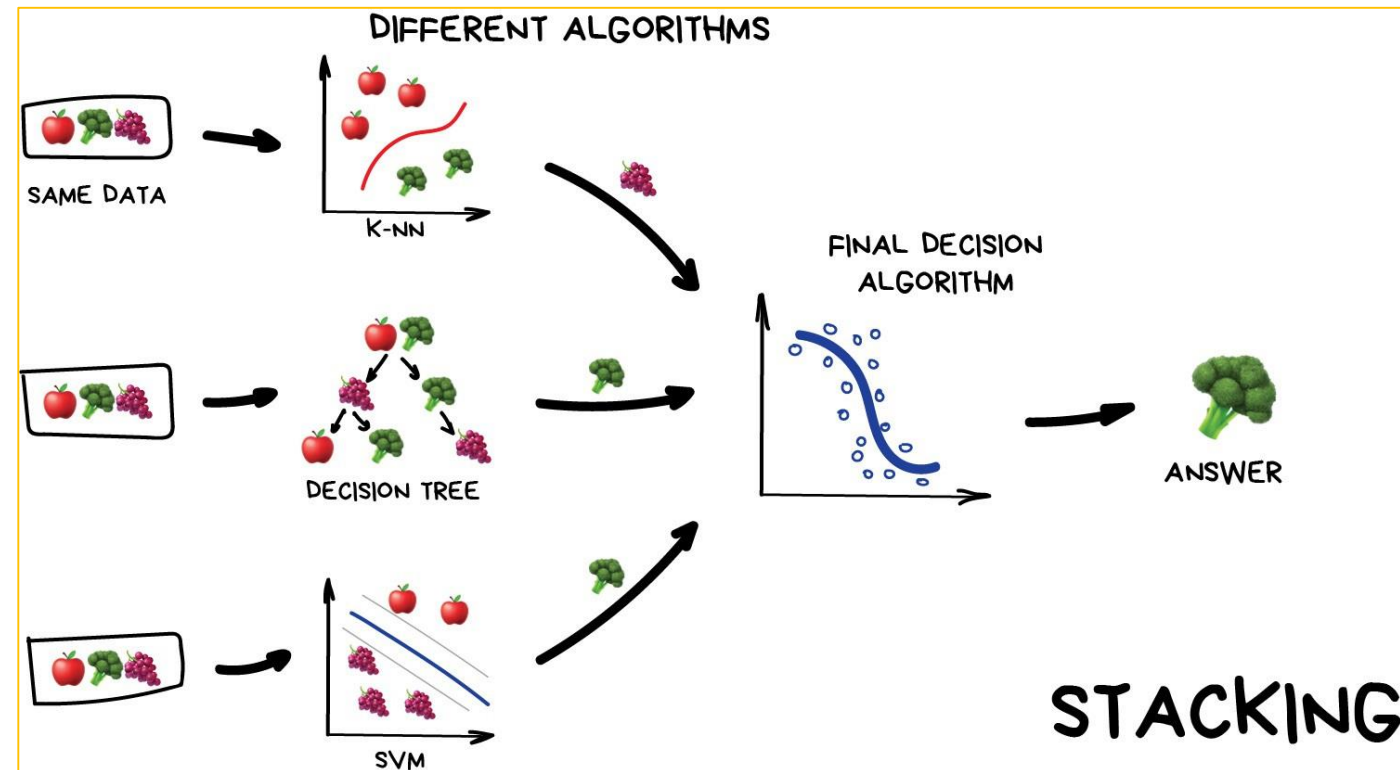 DIFFERENT ALGORITHMS
SAME DATA
K-NN
DECISION TREE
SVM
FINAL DECISION
ALGORITHM
ANSWER
STACKING